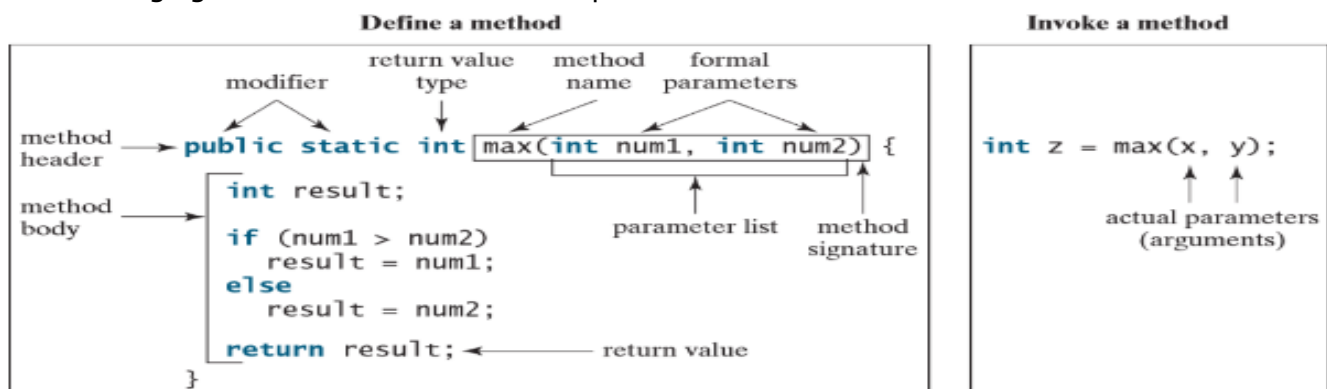 Define a method
Invoke a method
return value type
method name
formal parameters
modifier
method header
public static int max(int num1, int num2) {
int z = max(x, y);
int result;
method body
parameter list
method signature
actual parameters (arguments)
if (num1 > num2)
result = num1;
else
result = num2;
return result;
return value
}